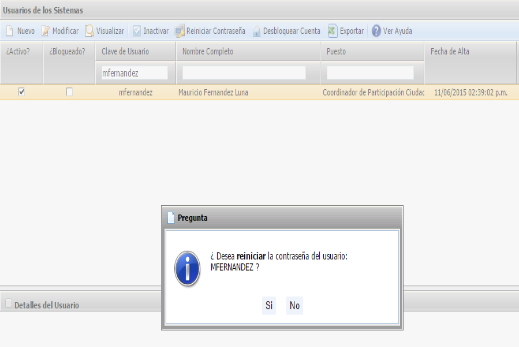 Usuarios de los Sistemas
Nuevo Modificar Visualizar Inactivar Reiniciar Contraseña Desbloquear Cuenta Exportar Ver Ayuda
¿Activo? ¿Bloqueado? Clave de Usuario Nombre Completo Puesto Fecha de Alta
mfernandez
mfernandez Mauricio Fernandez Luna Coordinador de Participación Ciudac 11/06/2015 02:39:02 p.m.
Pregunta
¿ Desea reiniciar la contraseña del usuario:
MFERNANDEZ ?
Si No
Detalles del Usuario